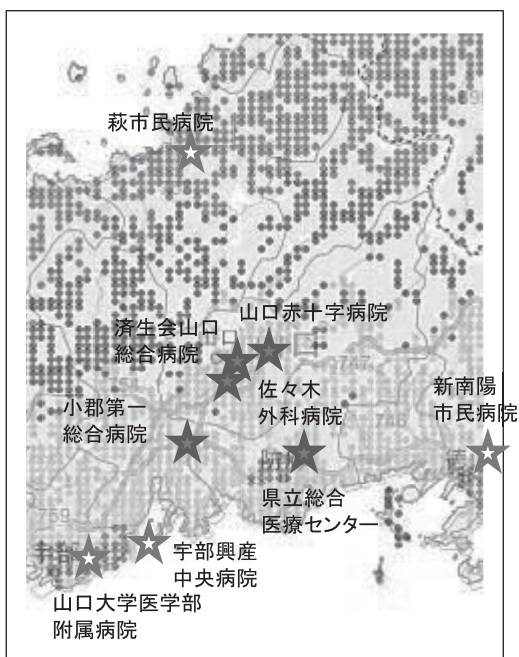 萩市民病院
山口赤十字病院
済生会山口
総合病院
佐々木
外科病院
新南陽
市民病院
小郡第一
総合病院
県立総合
医療センター
宇部興産
中央病院
山口大学医学部
附属病院